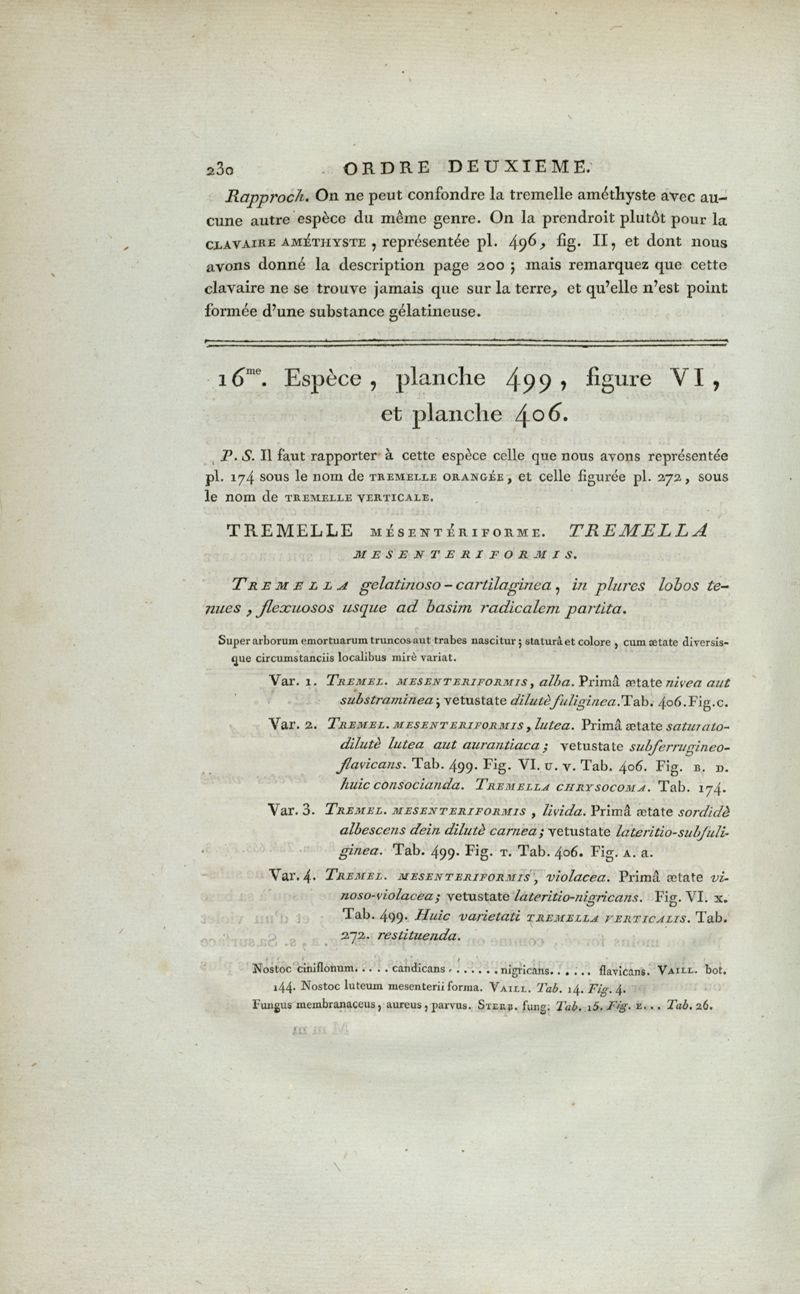 230 ORDRE DEUXIEME.
Rapproch. On ne peut confondre la tremelle améthyste avec au-
cune autre espèce du même genre. On la prendroit plutôt pour la
CLAVAIRE AMÉTHYSTE , représentée pl. 496, fig. II, et dont nous
avons donné la description page 200 ; mais remarquez que cette
clavaire ne se trouve jamais que sur la terre, et qu'elle n'est point
formée d'une substance gélatineuse.
16me. Espèce , planche 499 , figure VI ,
et planche 406.
P. S. Il faut rapporter à cette espèce celle que nous avons représentée
pl. 174 sous le nom de TREMELLE ORANGÉE, et celle figurée pl. 272, sous
le nom de TREMELLE VERTICALE.
TREMELLE MÉSENTÉRIFORME. TREMELLA
MESENTERIFORMIS.
TREMELLA gelatinoso-cartilaginea, in plures lobos te-
nues , flexuosos usque ad basim radicalem partita.
Super arborum emortuarum truncos aut trabes nascitur ; staturâ et colore , cum ætate diversis-
que circumstanciis localibus mirè variat.
Var. 1. TREMEL. MESENTERIFORMIS, alba. Primâ ætate nivea aut
substraminea ; vetustate dilutè fuliginea. Tab. 406. Fig. C.
Var. 2. TREMEL. MESENTERIFORMIS, lutea. Primâ ætate saturato-
dilutè lutea aut aurantiaca ; vetustate subferrugineo-
flavicans. Tab. 499. Fig. VI. U. V. Tab. 406. Fig. B. D.
huic consocianda. TREMELLA CHRYSOCOMA. Tab. 174.
Var. 3. TREMEL. MESENTERIFORMIS , livida. Primâ ætate sordidè
albescens dein dilutè carnea ; vetustate lateritio-subfuli-
ginea. Tab. 499. Fig. T. Tab. 406. Fig. A. a.
Var. 4. TREMEL. MESENTERIFORMIS, violacea. Primâ ætate vi-
noso-violacea ; vetustate lateritio-nigricans. Fig. VI. X.
Tab. 499. Huic varietati TREMELLA VERTICALIS. Tab.
272. restituenda.
Nostoc ciniflonum. . . . . candicans . . . . . . . nigricans. . . . . . flavicans. VAILL. bot.
144. Nostoc luteum mesenterii forma. VAILL. Tab. 14. Fig. 4.
Fungus membranaceus, aureus, parvus. STERB. fung. Tab. 15. Fig. E. . . Tab. 26.